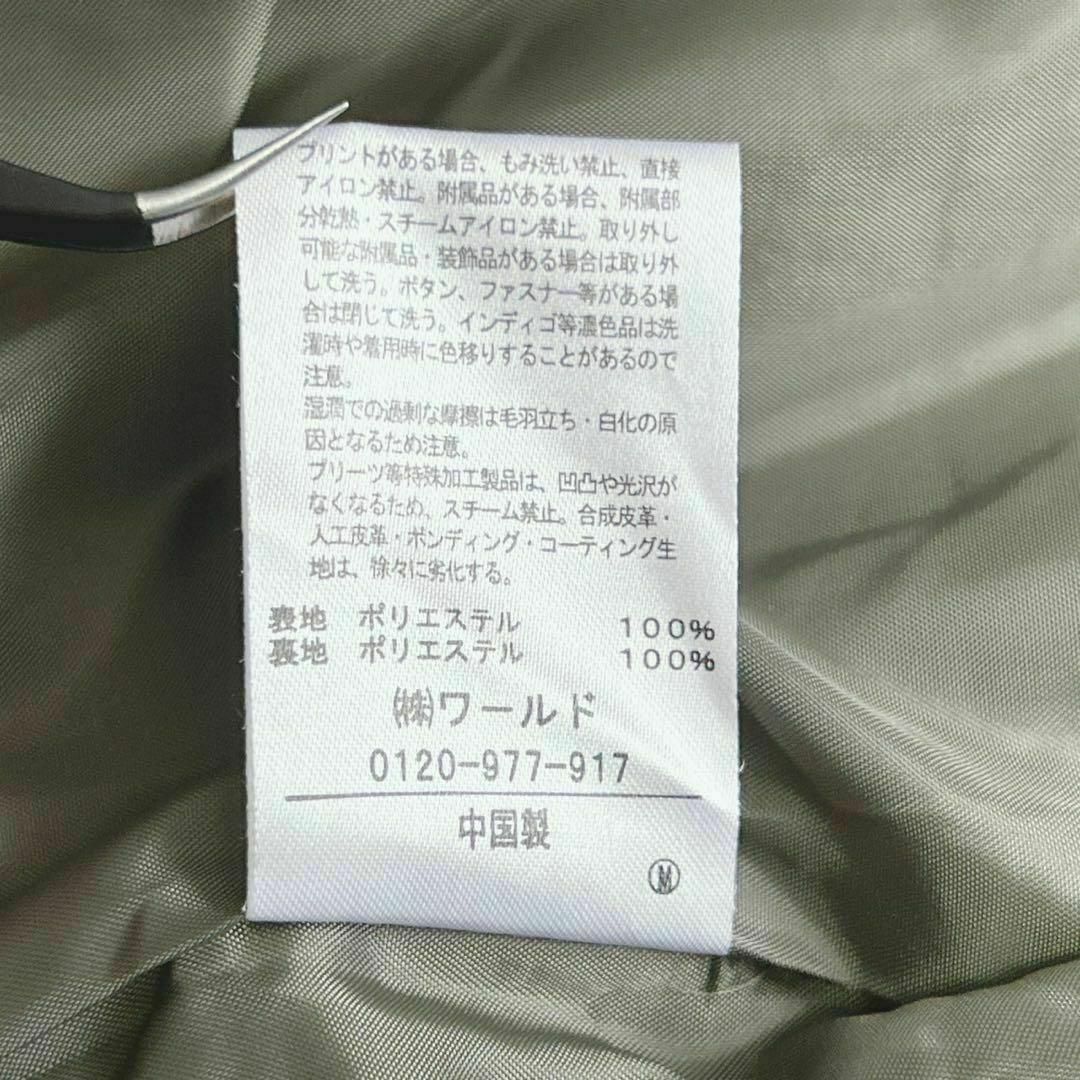 プリントがある場合、もみ洗い禁止、直接
アイロン禁止。附属品がある場合、附属部
分乾熱・スチームアイロン禁止。取り外し
可能な附属品・装飾品がある場合は取り外
して洗う。ボタン、ファスナー等がある場
合は閉じて洗う。インディゴ等濃色品は洗
濯時や着用時に色移りすることがあるので
注意。
湿潤での過剰な摩擦は毛羽立ち・白化の原
因となるため注意。
プリーツ等特殊加工製品は、凹凸や光沢が
なくなるため、スチーム禁止。合成皮革・
人工皮革・ボンディング・コーティング生
地は、徐々に劣化する。
表地 ポリエステル 100%
裏地 ポリエステル 100%
㈱ワールド
0120-977-917
中国製
Ⓜ